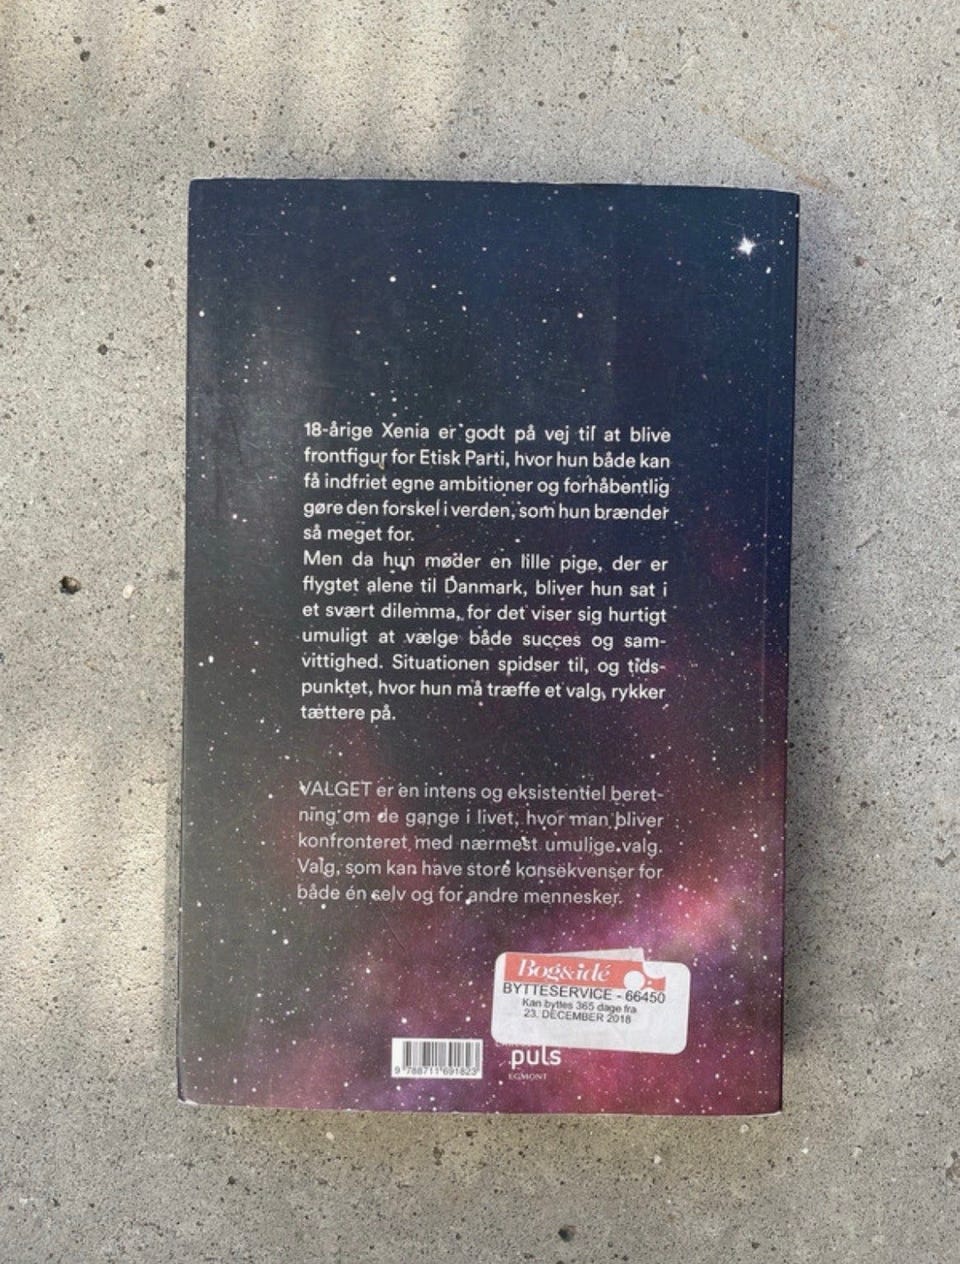 18-årige Xenia er godt på vej til at blive
frontfigur for Etisk Parti, hvor hun både kan
få indfriet egne ambitioner og forhåbentlig
gøre den forskel i verden, som hun brænder
så meget for.
Men da hun møder en lille pige, der er
flygtet alene til Danmark, bliver hun sat i
et svært dilemma, for det viser sig hurtigt
umuligt at vælge både succes og sam-
vittighed. Situationen spidser til, og tids-
punktet, hvor hun må træffe et valg, rykker
tættere på.
VALGET er en intens og eksistentiel beret-
ning om de gange i livet, hvor man bliver
konfronteret med nærmest umulige valg.
Valg, som kan have store konsekvenser for
både én selv og for andre mennesker.
Bog&idé
BYTTESERVICE - 66450
Kan byttes 365 dage fra
23. DECEMBER 2018
puls
EGMONT
9 788711 691823